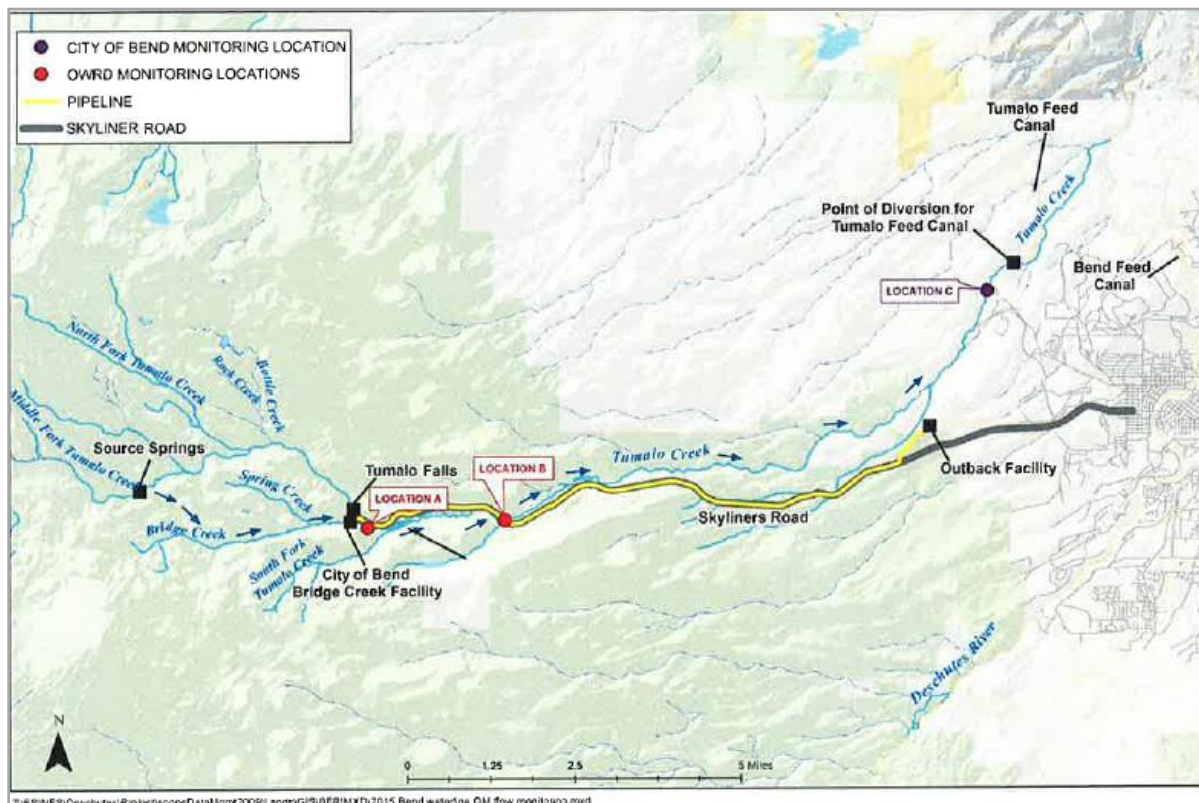 CITY OF BEND MONITORING LOCATION
OWRD MONITORING LOCATIONS
PIPELINE
SKYLINER ROAD
Tumalo Feed
Canal
Point of Diversion for
Tumalo Feed Canal
Tumalo Creek
Bend Feed
Canal
LOCATION C
North Fork Tumalo Creek
Rock Creek
Bottle Creek
Middle Fork Tumalo Creek
Source Springs
Spring Creek
Tumalo Falls
LOCATION A
LOCATION B
Tumalo Creek
Outback Facility
Bridge Creek
Skyliners Road
South Fork
Tumalo Creek
City of Bend
Bridge Creek Facility
Deschutes River
N
0 1.25 2.5 5 Miles